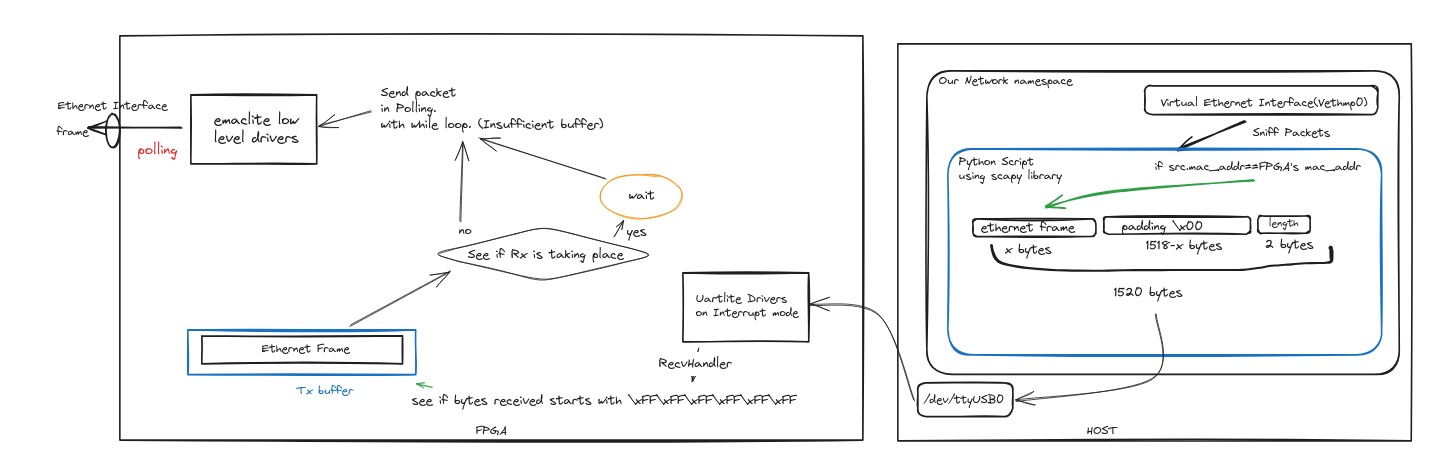 Ethernet Interface
frame
polling
emaclite low
level drivers
Send packet
in Polling.
with while loop. (Insufficient buffer)
wait
no
yes
See if Rx is taking place
Ethernet Frame
Tx buffer
Uartlite Drivers
on Interrupt mode
RecvHandler
see if bytes received starts with \xFF\xFF\xFF\xFF\xFF\xFF
FPGA
Our Network namespace
Virtual Ethernet Interface(Vethmp0)
Sniff Packets
Python Script
using scapy library
if src.mac_addr==FPGA's mac_addr
ethernet frame
padding \x00
length
x bytes
1518-x bytes
2 bytes
1520 bytes
/dev/ttyUSB0
HOST